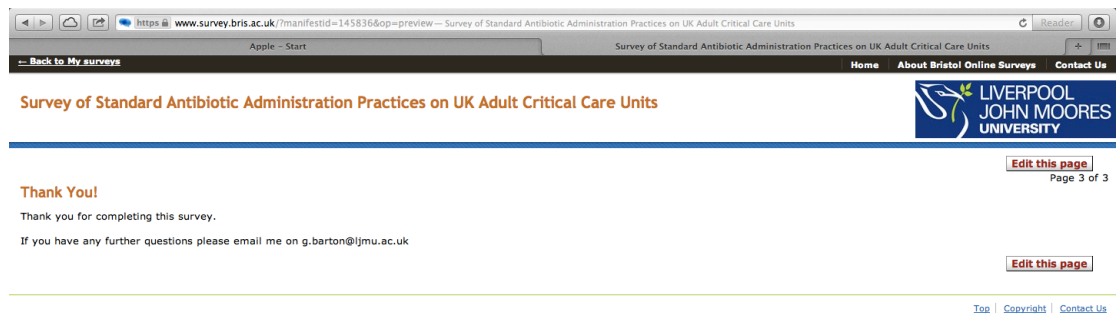 https www.survey.bris.ac.uk/?manifestid=145836&op=preview — Survey of Standard Antibiotic Administration Practices on UK Adult Critical Care Units Reader
Apple – Start Survey of Standard Antibiotic Administration Practices on UK Adult Critical Care Units
← Back to My surveys Home About Bristol Online Surveys Contact Us
Survey of Standard Antibiotic Administration Practices on UK Adult Critical Care Units
LIVERPOOL
JOHN MOORES
UNIVERSITY
Edit this page
Page 3 of 3
Thank You!
Thank you for completing this survey.
If you have any further questions please email me on g.barton@ljmu.ac.uk
Edit this page
Top Copyright Contact Us